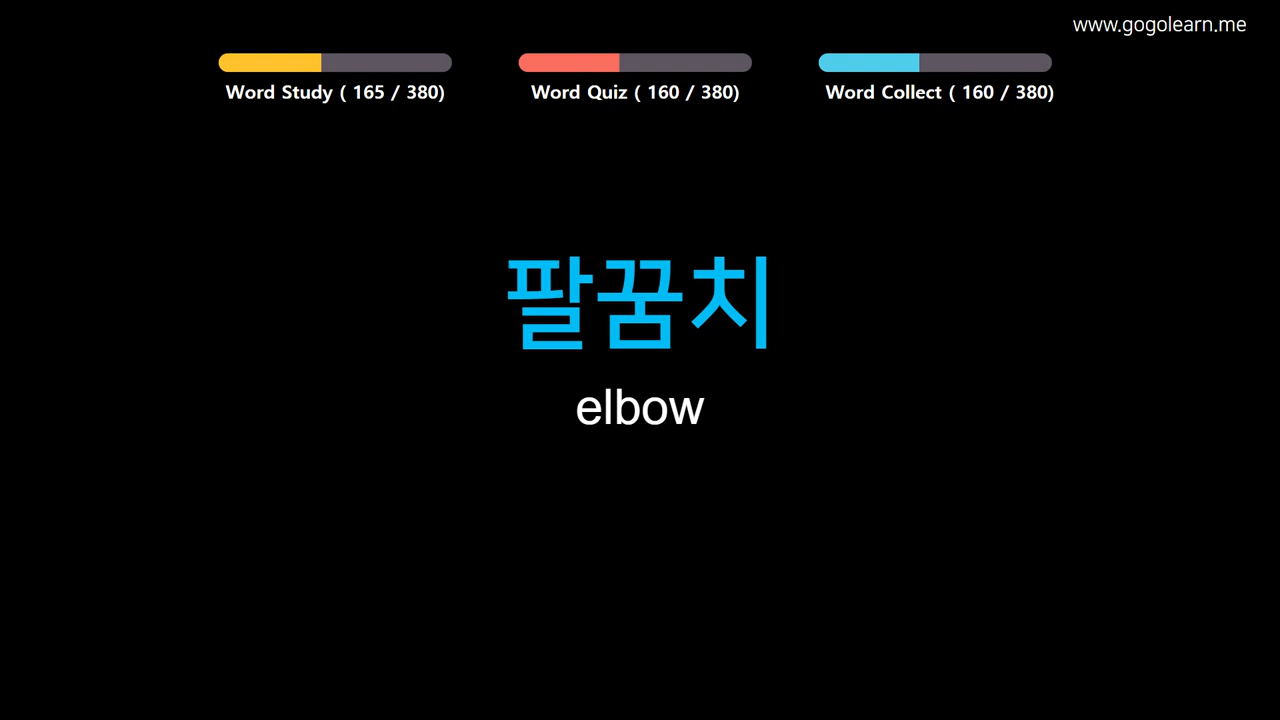 www.gogolearn.me
Word Study ( 165 / 380)
Word Quiz ( 160 / 380)
Word Collect ( 160 / 380)
팔꿈치
elbow